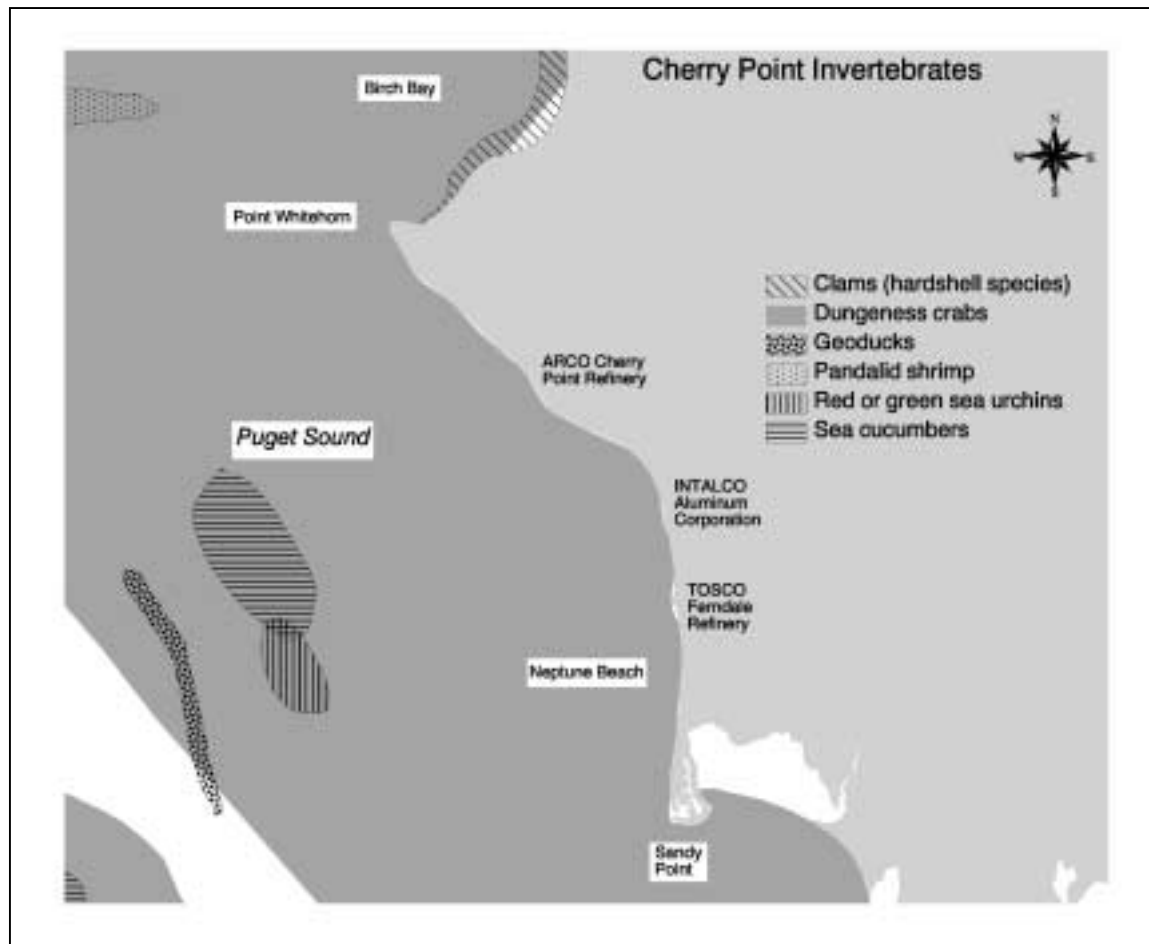 Cherry Point Invertebrates
Birch Bay
N
W
E
S
Point Whitehorn
Clams (hardshell species)
Dungeness crabs
Geoducks
Pandalid shrimp
Red or green sea urchins
Sea cucumbers
ARCO Cherry
Point Refinery
Puget Sound
INTALCO
Aluminum
Corporation
TOSCO
Ferndale
Refinery
Neptune Beach
Sandy
Point